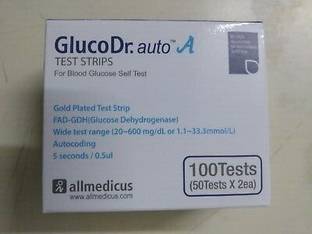 GlucoDr. auto™ A
TEST STRIPS
For Blood Glucose Self Test
Gold Plated Test Strip
FAD-GDH(Glucose Dehydrogenase)
Wide test range (20~600 mg/dL or 1.1~33.3mmol/L)
Autocoding
5 seconds / 0.5ul
100Tests
(50Tests X 2ea)
allmedicus
www.allmedicus.com